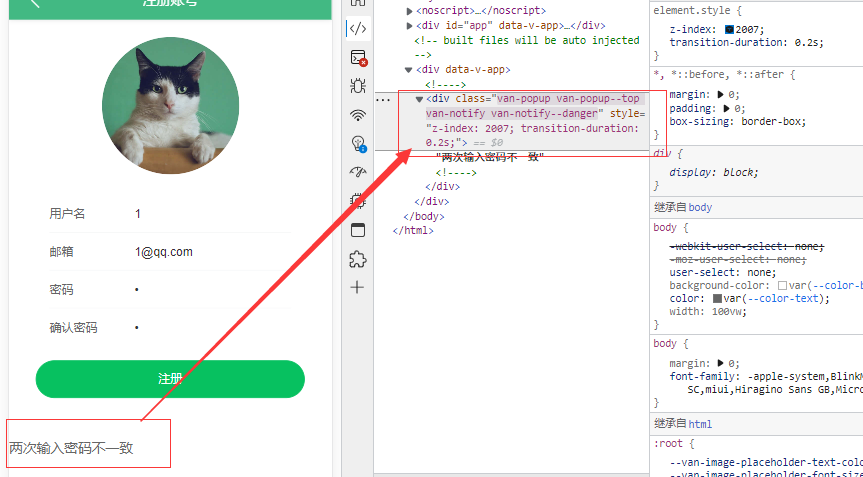 注册账号
用户名 1
邮箱 1@qq.com
密码 •
确认密码 •
注册
两次输入密码不一致
<noscript>…</noscript>
<div id="app" data-v-app>…</div>
<!-- built files will be auto injected
-->
<div data-v-app>
<!---->
<div class="van-popup van-popup--top
van-notify van-notify--danger" style=
"z-index: 2007; transition-duration:
0.2s;"> == $0
"两次输入密码不一致"
<!---->
</div>
</div>
</body>
</html>
element.style {
z-index: 2007;
transition-duration: 0.2s;
}
*, *::before, *::after {
margin: 0;
padding: 0;
box-sizing: border-box;
}
div {
display: block;
}
继承自 body
body {
-webkit-user-select: none;
-moz-user-select: none;
user-select: none;
background-color: var(--color-b
color: var(--color-text);
width: 100vw;
}
body {
margin: 0;
font-family: -apple-system,BlinkM
SC,miui,Hiragino Sans GB,Micro
}
继承自 html
:root {
--van-image-placeholder-text-colo
--van-image-placeholder-font-size